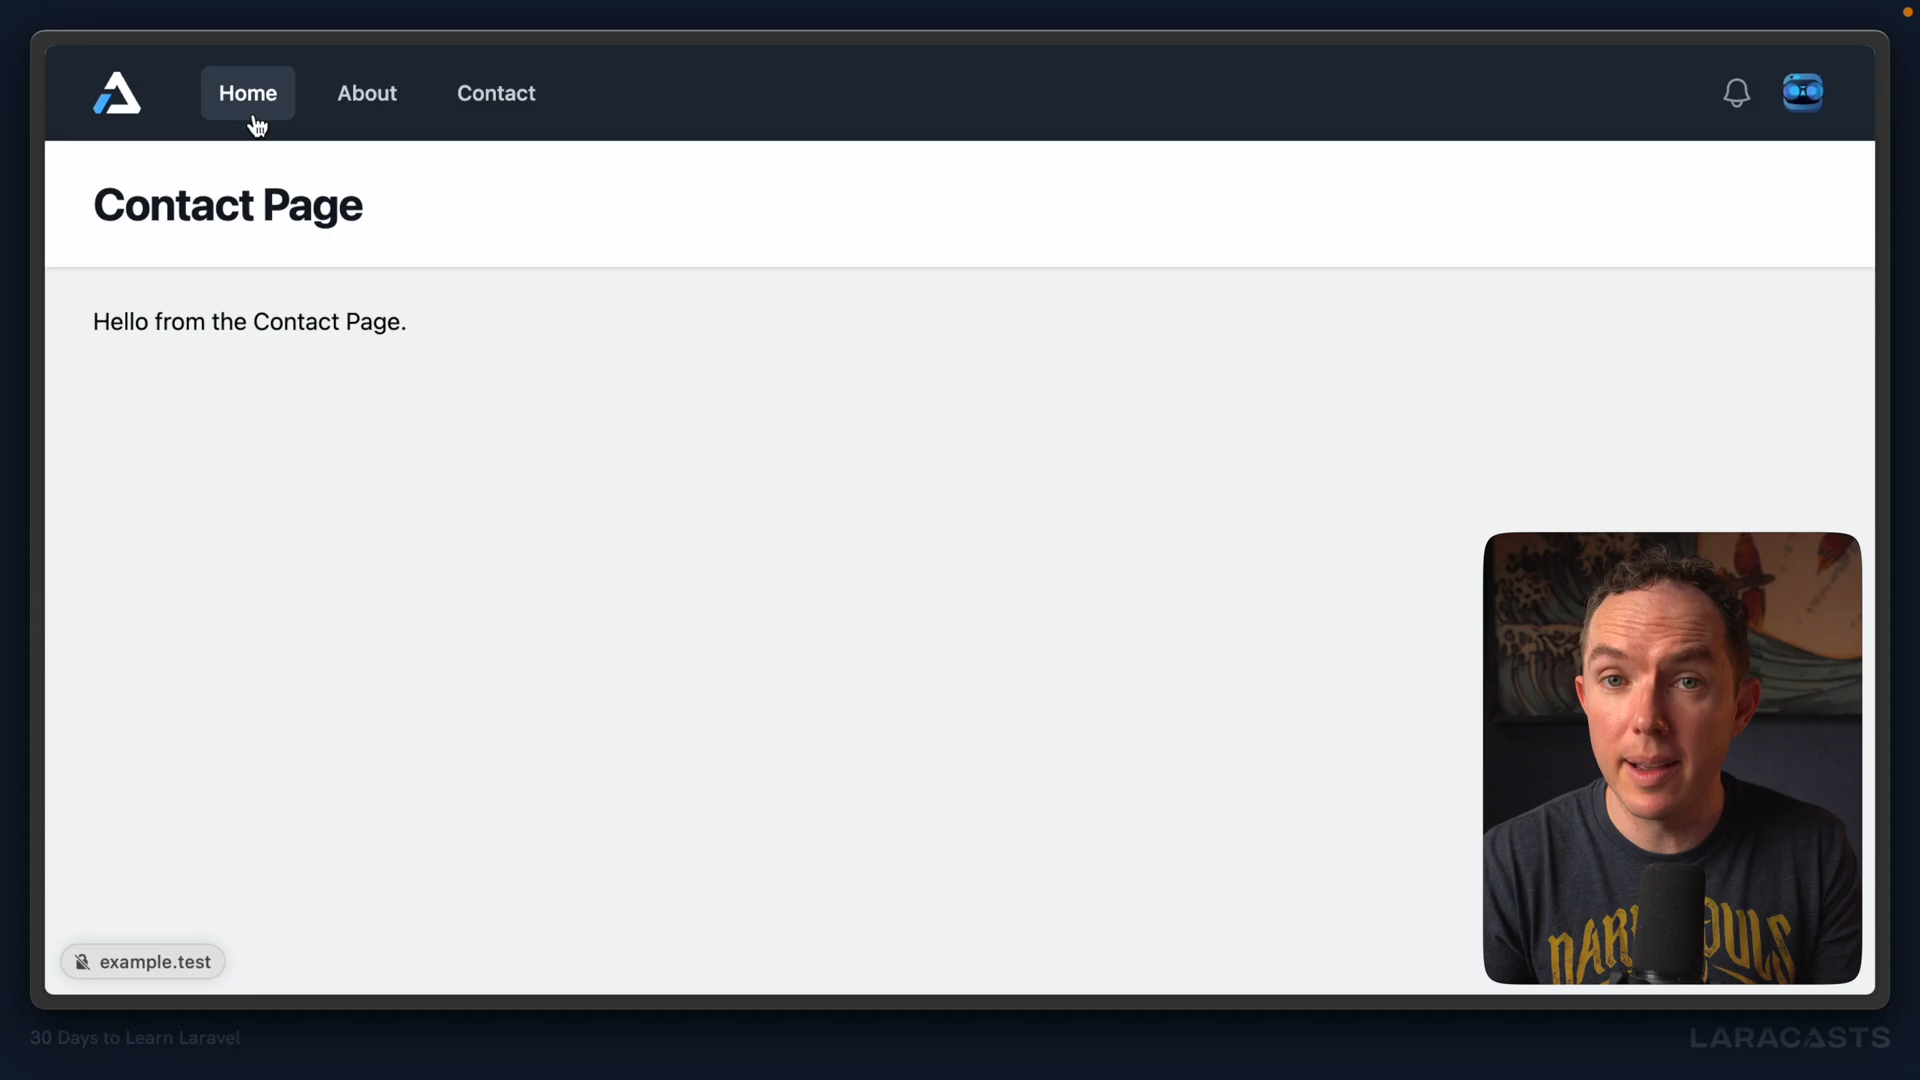 Home
About
Contact
Contact Page
Hello from the Contact Page.
example.test
30 Days to Learn Laravel
LARACASTS